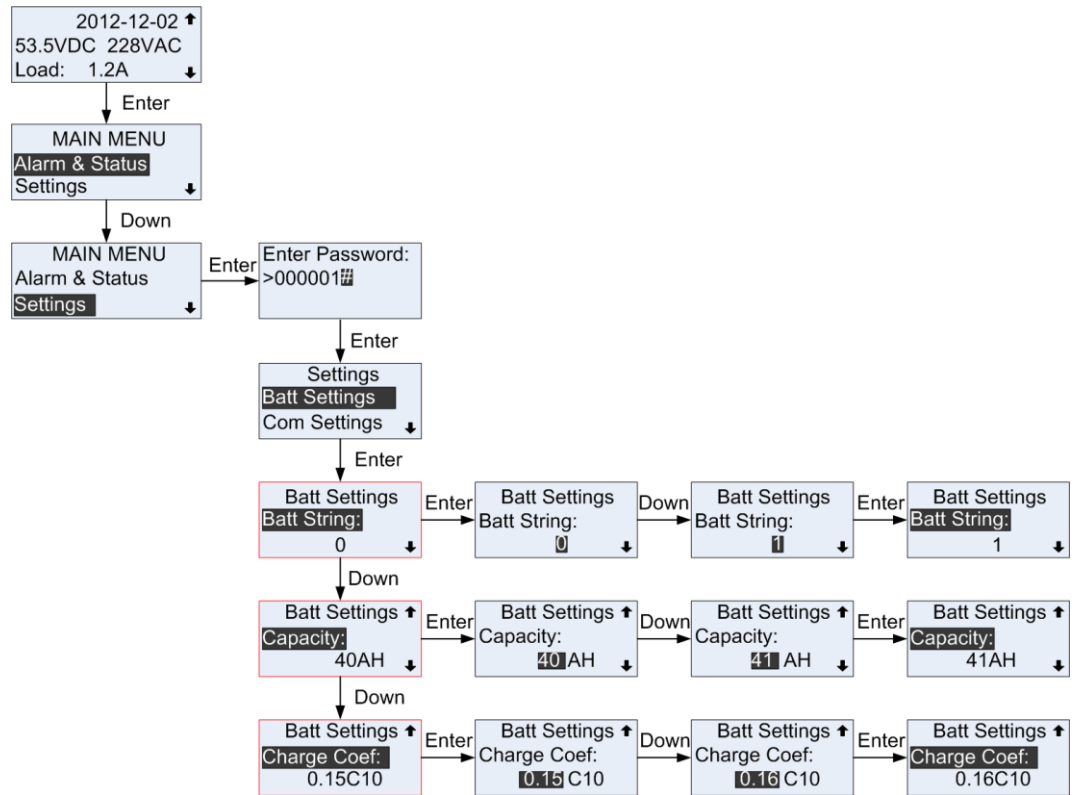 2012-12-02 ⬆
53.5VDC 228VAC
Load: 1.2A ⬇
Enter
MAIN MENU
Alarm & Status
Settings ⬇
Down
MAIN MENU
Alarm & Status
Settings ⬇
Enter
Enter Password:
>000001#
Enter
Settings
Batt Settings
Com Settings ⬇
Enter
Batt Settings
Batt String:
0 ⬇
Enter
Batt Settings
Batt String:
0 ⬇
Down
Batt Settings
Batt String:
1 ⬇
Enter
Batt Settings
Batt String:
1 ⬇
Down
Batt Settings ⬆
Capacity:
40AH ⬇
Enter
Batt Settings ⬆
Capacity:
40 AH ⬇
Down
Batt Settings ⬆
Capacity:
41 AH ⬇
Enter
Batt Settings ⬆
Capacity:
41AH ⬇
Down
Batt Settings ⬆
Charge Coef:
0.15C10
Enter
Batt Settings ⬆
Charge Coef:
0.15 C10
Down
Batt Settings ⬆
Charge Coef:
0.16 C10
Enter
Batt Settings ⬆
Charge Coef:
0.16C10